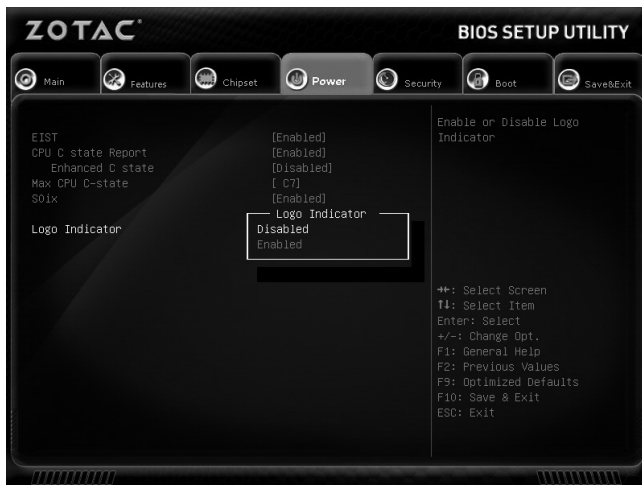 ZOTAC
BIOS SETUP UTILITY
Main Features Chipset Power Security Boot Save&Exit
EIST [Enabled]
CPU C state Report [Enabled]
Enhanced C state [Disabled]
Max CPU C-state [ C7]
S0ix [Enabled]
Logo Indicator
Logo Indicator
Disabled
Enabled
Enable or Disable Logo
Indicator
→←: Select Screen
↑↓: Select Item
Enter: Select
+/-: Change Opt.
F1: General Help
F2: Previous Values
F9: Optimized Defaults
F10: Save & Exit
ESC: Exit